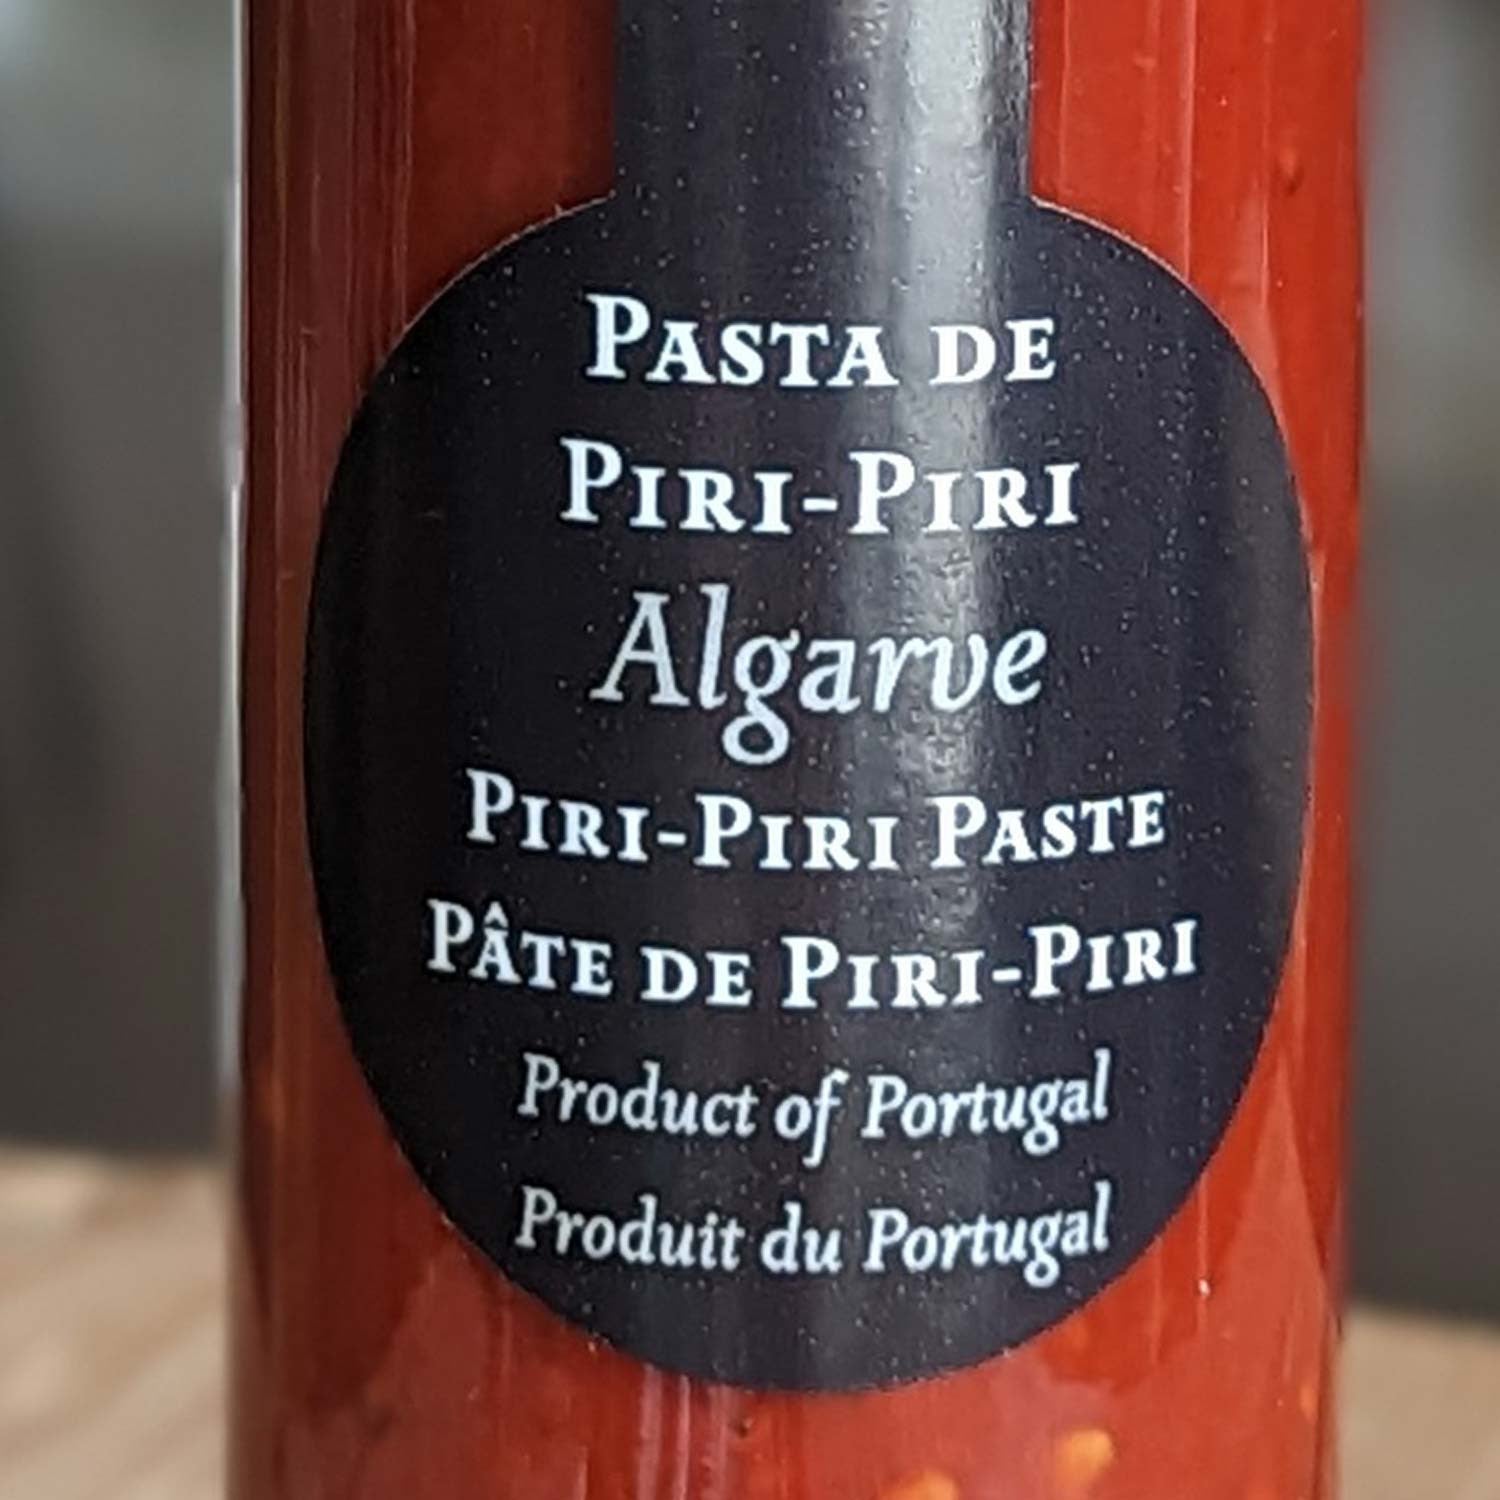 Pasta de
Piri-Piri
Algarve
Piri-Piri Paste
Pâte de Piri-Piri
Product of Portugal
Produit du Portugal